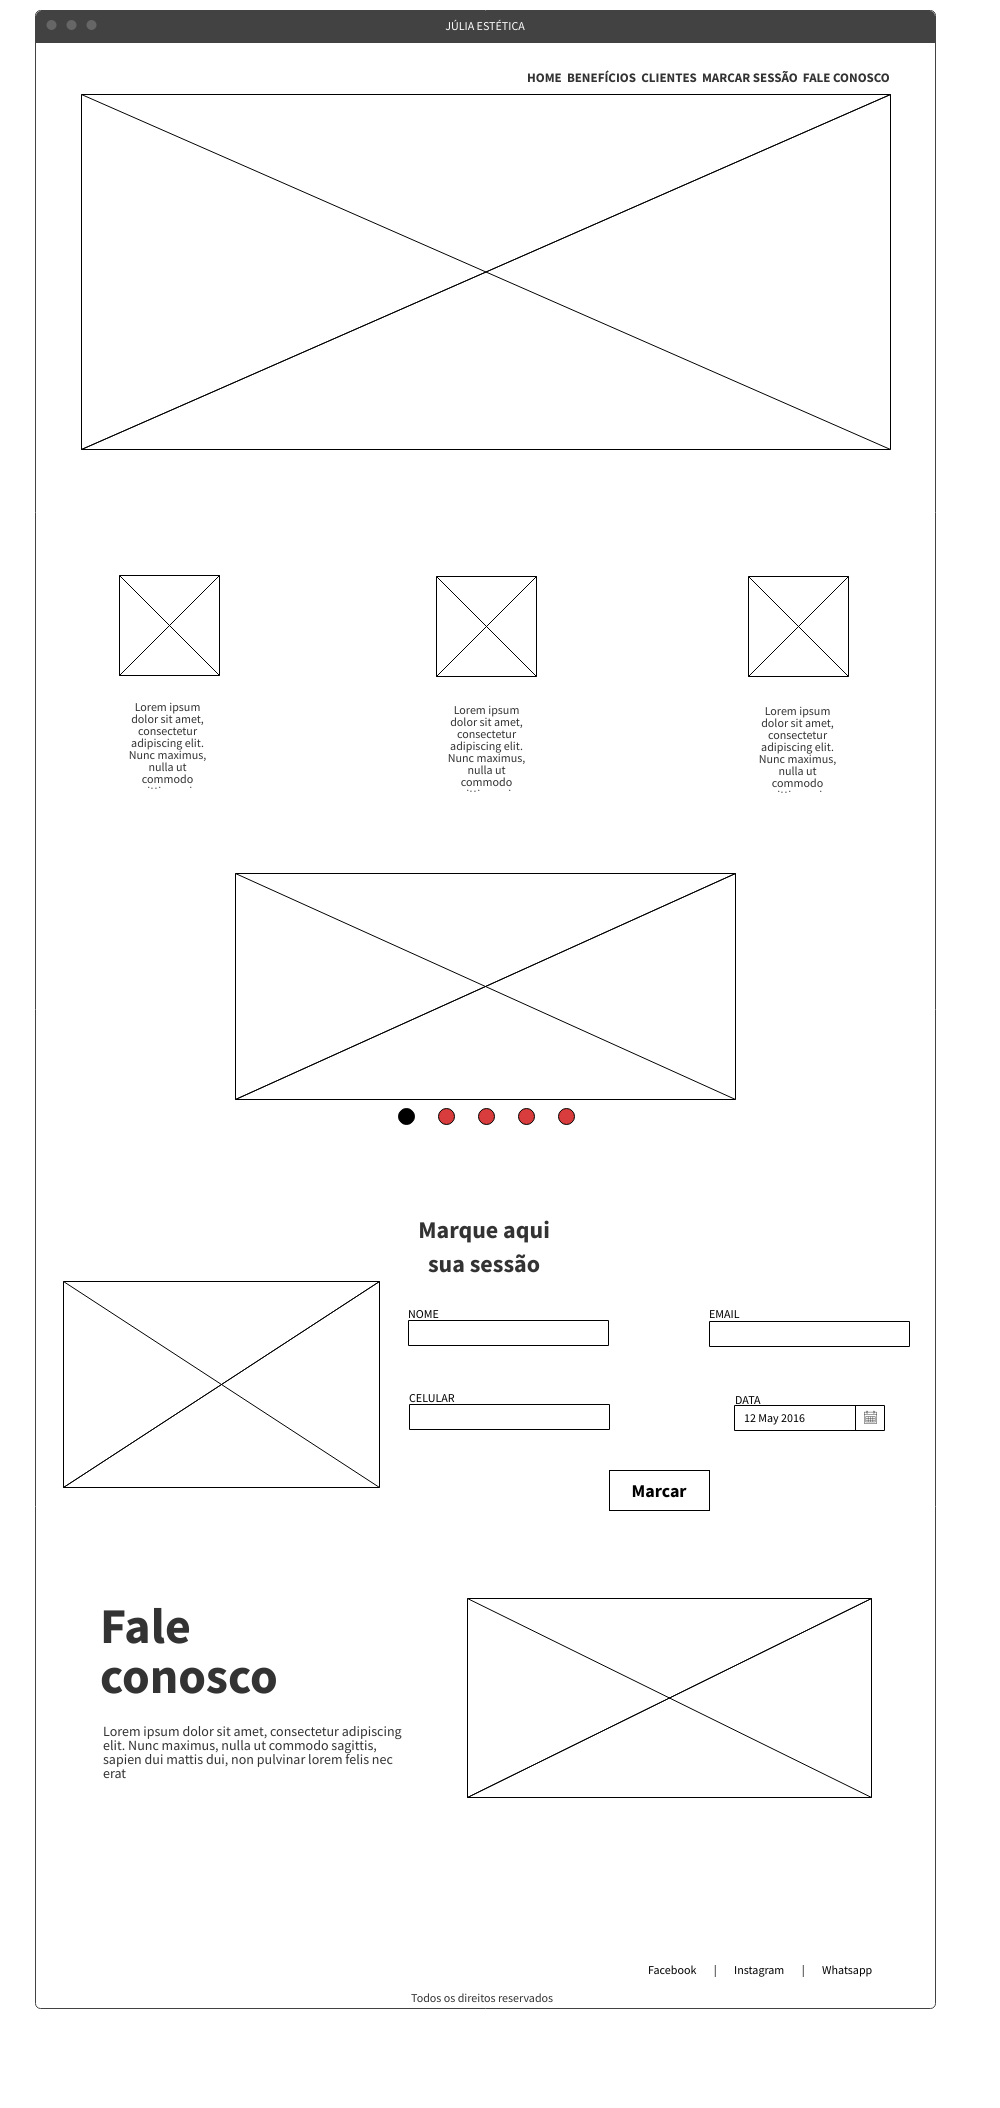 JÚLIA ESTÉTICA
HOME BENEFÍCIOS CLIENTES MARCAR SESSÃO FALE CONOSCO
Lorem ipsum
dolor sit amet,
consectetur
adipiscing elit.
Nunc maximus,
nulla ut
commodo
Lorem ipsum
dolor sit amet,
consectetur
adipiscing elit.
Nunc maximus,
nulla ut
commodo
Lorem ipsum
dolor sit amet,
consectetur
adipiscing elit.
Nunc maximus,
nulla ut
commodo
Marque aqui
sua sessão
NOME
EMAIL
CELULAR
DATA
12 May 2016
Marcar
Fale
conosco
Lorem ipsum dolor sit amet, consectetur adipiscing
elit. Nunc maximus, nulla ut commodo sagittis,
sapien dui mattis dui, non pulvinar lorem felis nec
erat
Facebook | Instagram | Whatsapp
Todos os direitos reservados